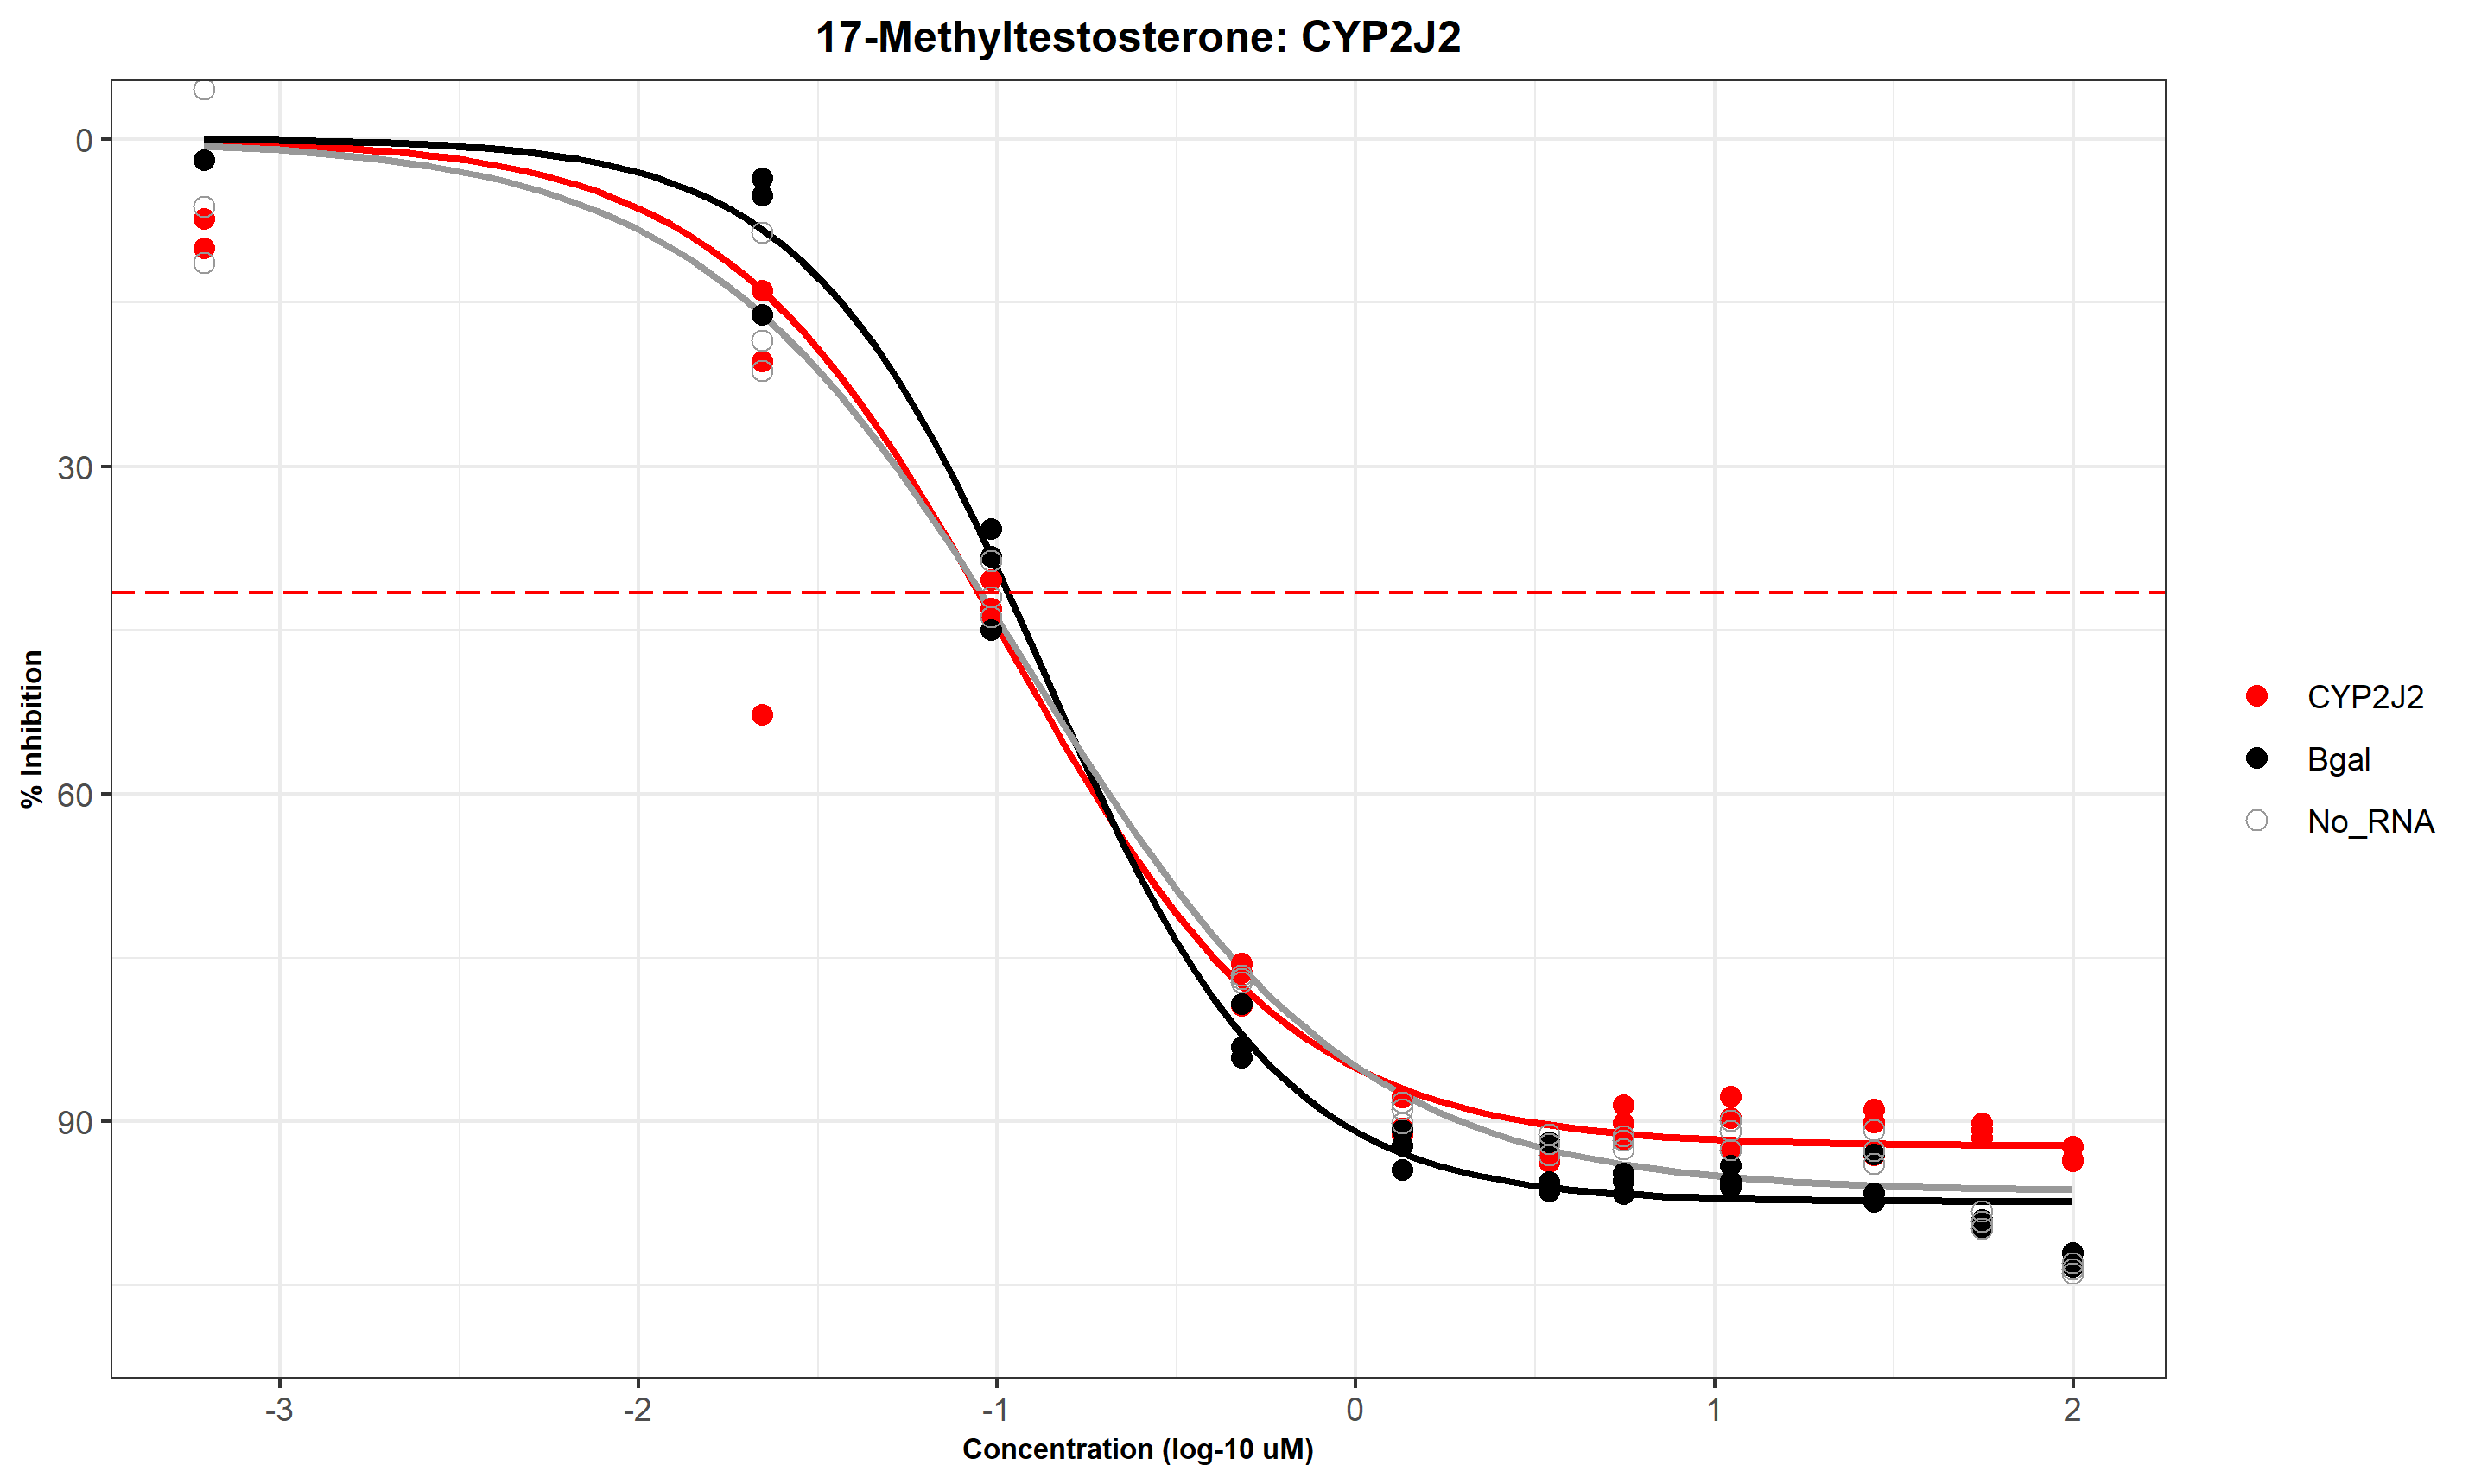 17-Methyltestosterone: CYP2J2
% Inhibition
0
30
60
90
-3
-2
-1
0
1
2
Concentration (log-10 uM)
CYP2J2
Bgal
No_RNA